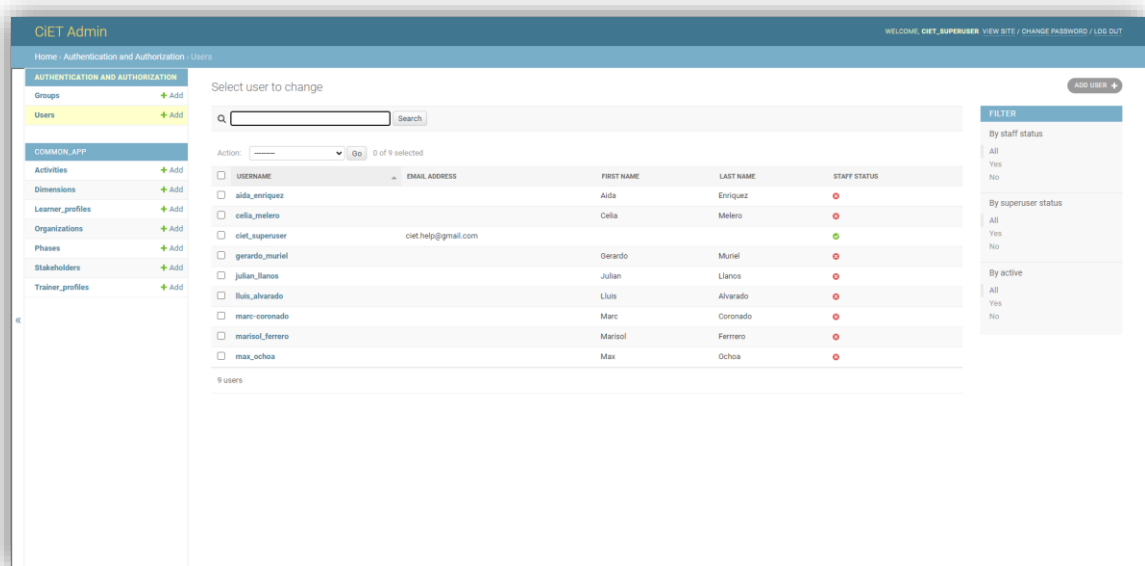 CiET Admin
WELCOME, CIET_SUPERUSER VIEW SITE / CHANGE PASSWORD / LOG OUT
Home › Authentication and Authorization › Users
AUTHENTICATION AND AUTHORIZATION
Groups + Add
Users + Add
COMMON_APP
Activities + Add
Dimensions + Add
Learner_profiles + Add
Organizations + Add
Phases + Add
Stakeholders + Add
Trainer_profiles + Add
«
Select user to change
ADD USER +
Search
Action: --------- Go 0 of 9 selected
USERNAME EMAIL ADDRESS FIRST NAME LAST NAME STAFF STATUS
aida_enriquez Aida Enriquez
celia_melero Celia Melero
ciet_superuser ciet.help@gmail.com
gerardo_muriel Gerardo Muriel
julian_llanos Julian Llanos
lluis_alvarado Lluis Alvarado
marc-coronado Marc Coronado
marisol_ferrero Marisol Ferrrero
max_ochoa Max Ochoa
9 users
FILTER
By staff status
All
Yes
No
By superuser status
All
Yes
No
By active
All
Yes
No